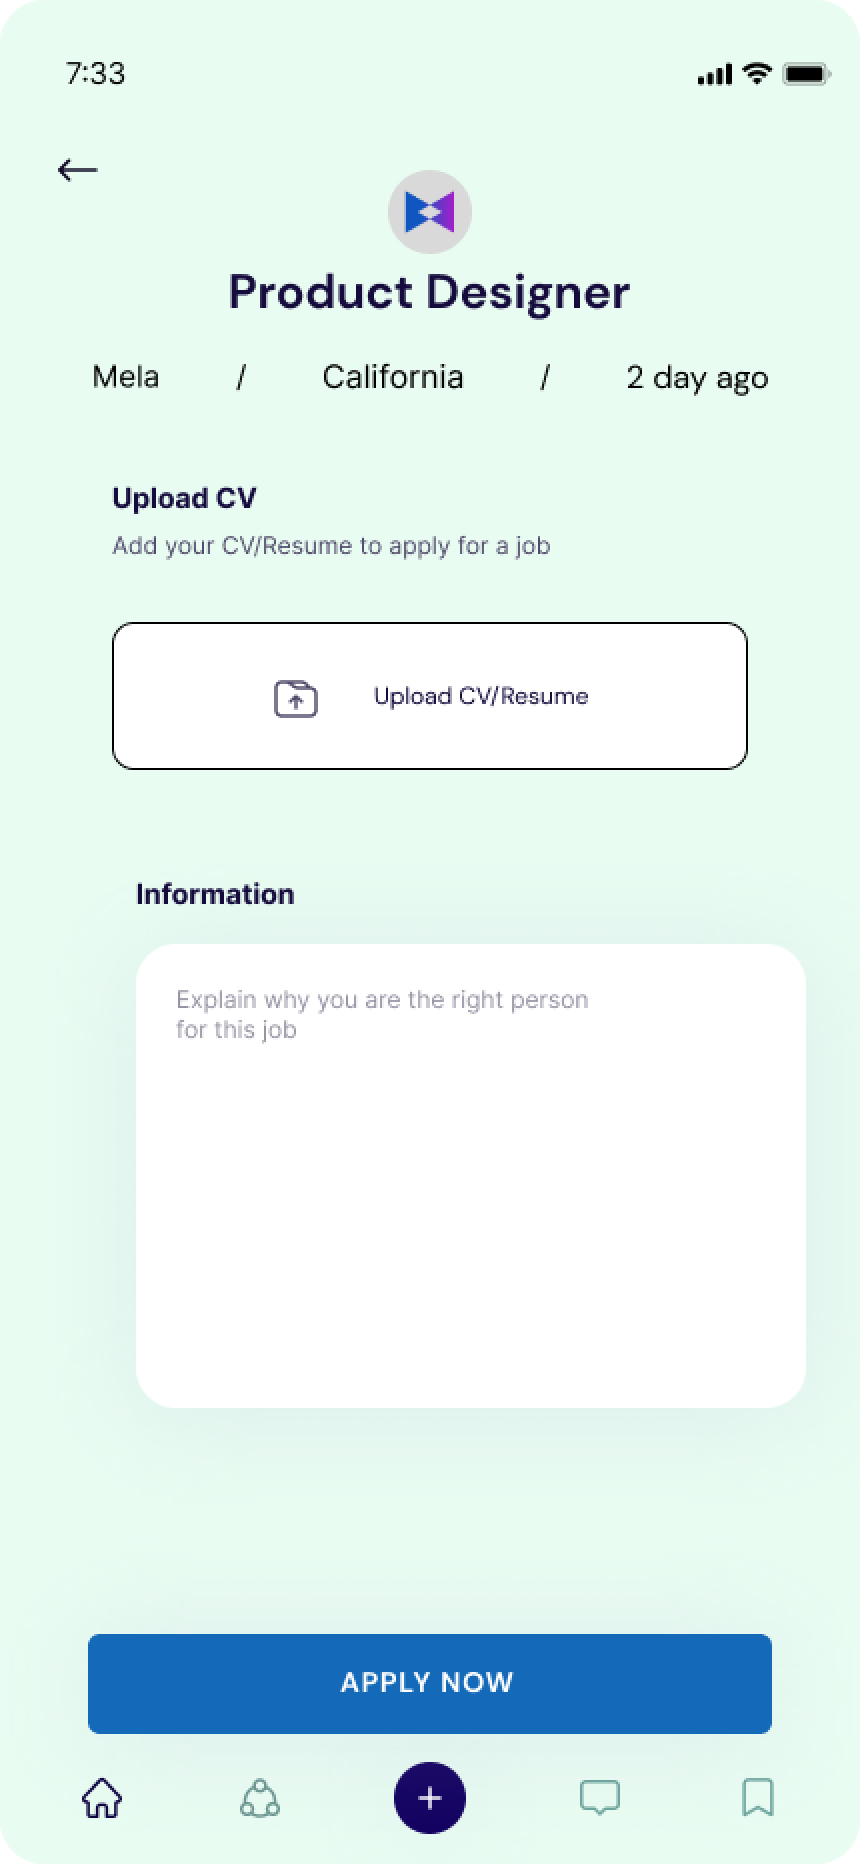 7:33
Product Designer
Mela / California / 2 day ago
Upload CV
Add your CV/Resume to apply for a job
Upload CV/Resume
Information
Explain why you are the right person
for this job
APPLY NOW